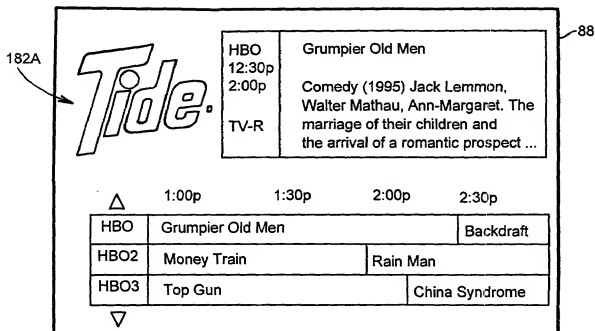 88
182A
Tide.
HBO Grumpier Old Men
12:30p
2:00p Comedy (1995) Jack Lemmon,
Walter Mathau, Ann-Margaret. The
TV-R marriage of their children and
the arrival of a romantic prospect ...
1:00p 1:30p 2:00p 2:30p
HBO Grumpier Old Men Backdraft
HBO2 Money Train Rain Man
HBO3 Top Gun China Syndrome